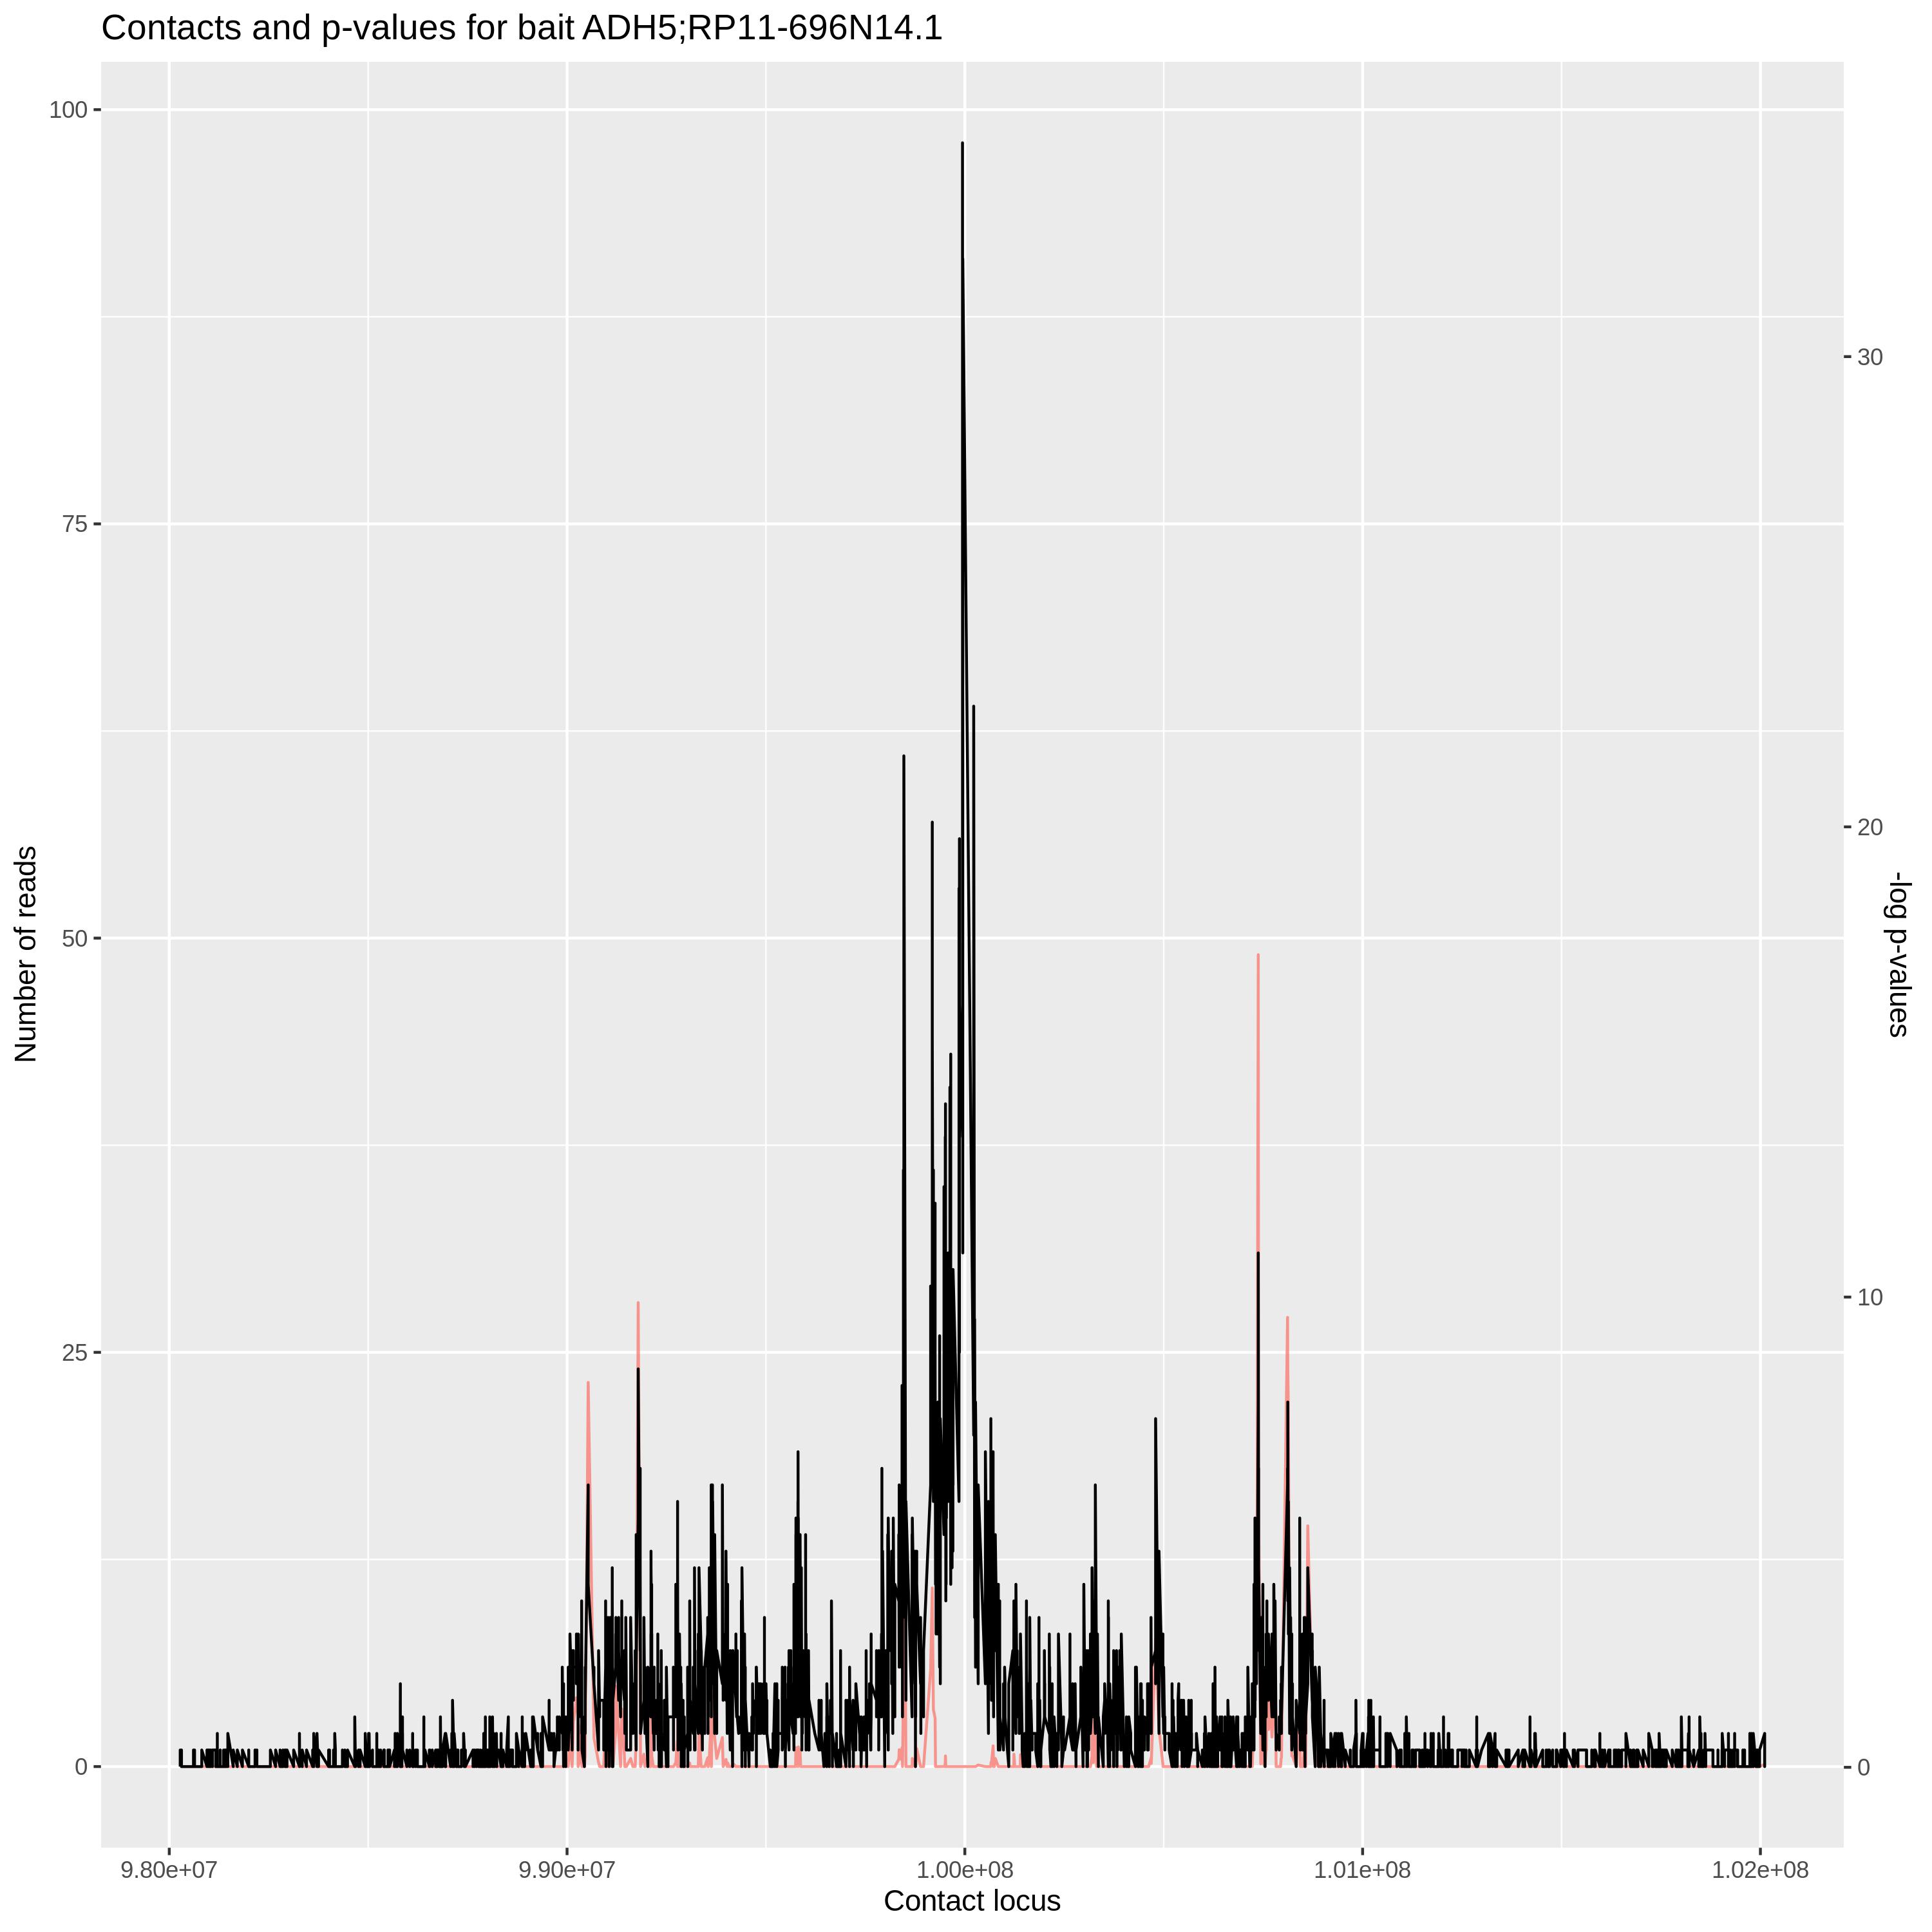 Contacts and p-values for bait ADH5;RP11-696N14.1
100
75
50
25
0
Number of reads
30
20
10
0
-log p-values
9.80e+07 9.90e+07 1.00e+08 1.01e+08 1.02e+08
Contact locus